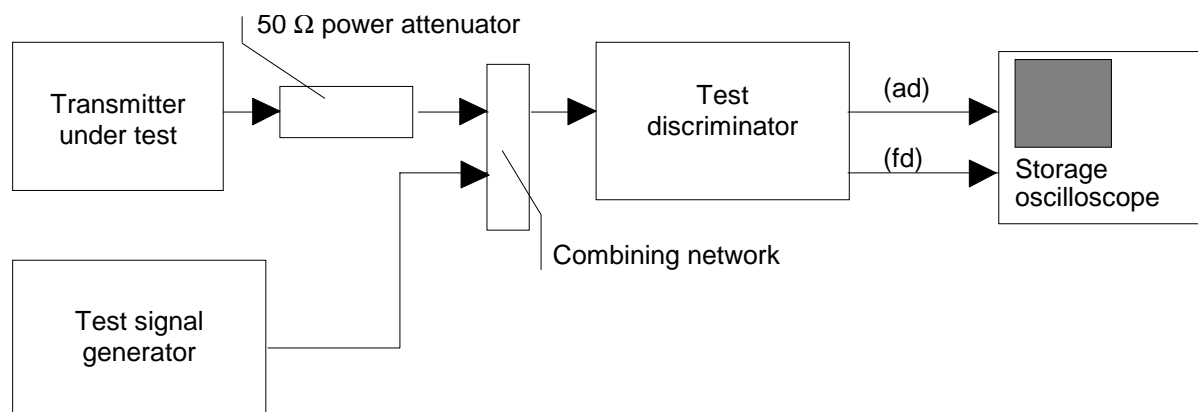 50 Ω power attenuator
Transmitter
under test
Test
discriminator
(ad)
(fd)
Storage
oscilloscope
Combining network
Test signal
generator